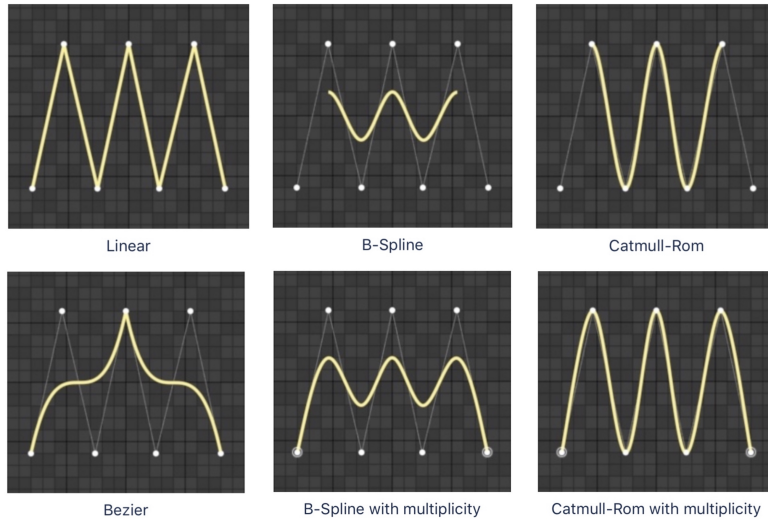 Linear
B-Spline
Catmull-Rom
Bezier
B-Spline with multiplicity
Catmull-Rom with multiplicity